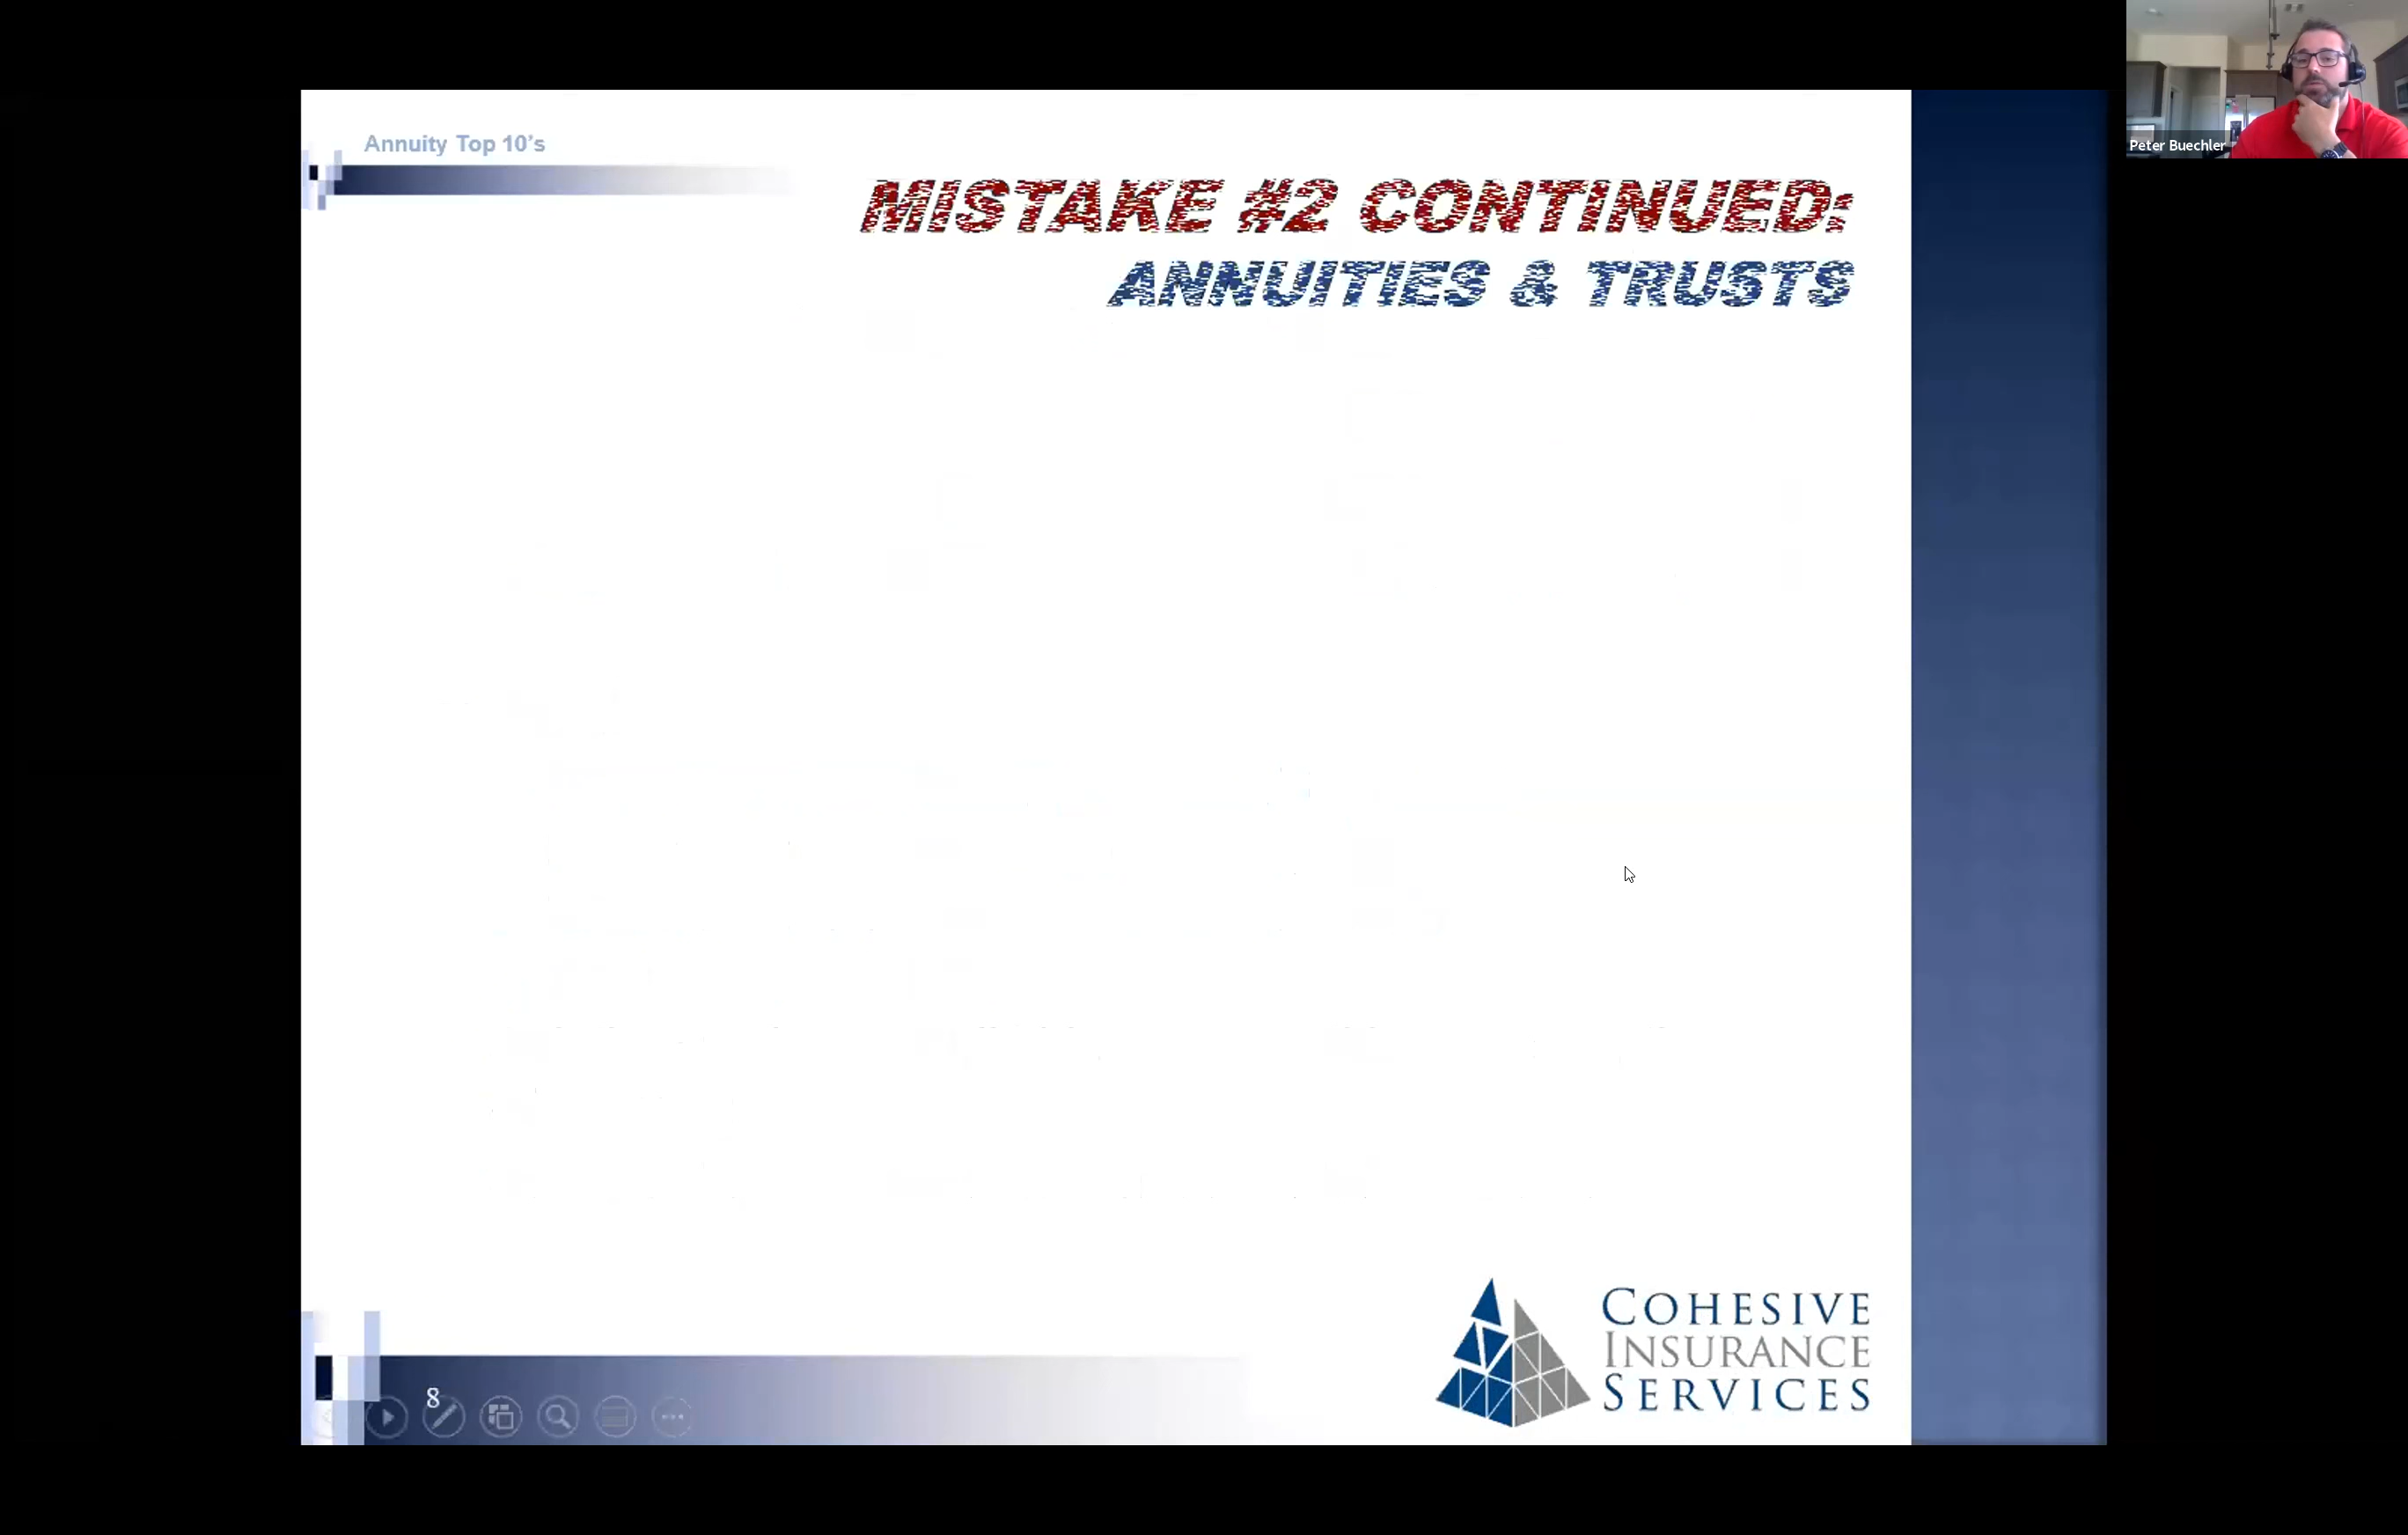 Annuity Top 10's
MISTAKE #2 CONTINUED:
ANNUITIES & TRUSTS
Peter Buechler
COHESIVE
INSURANCE
SERVICES
8